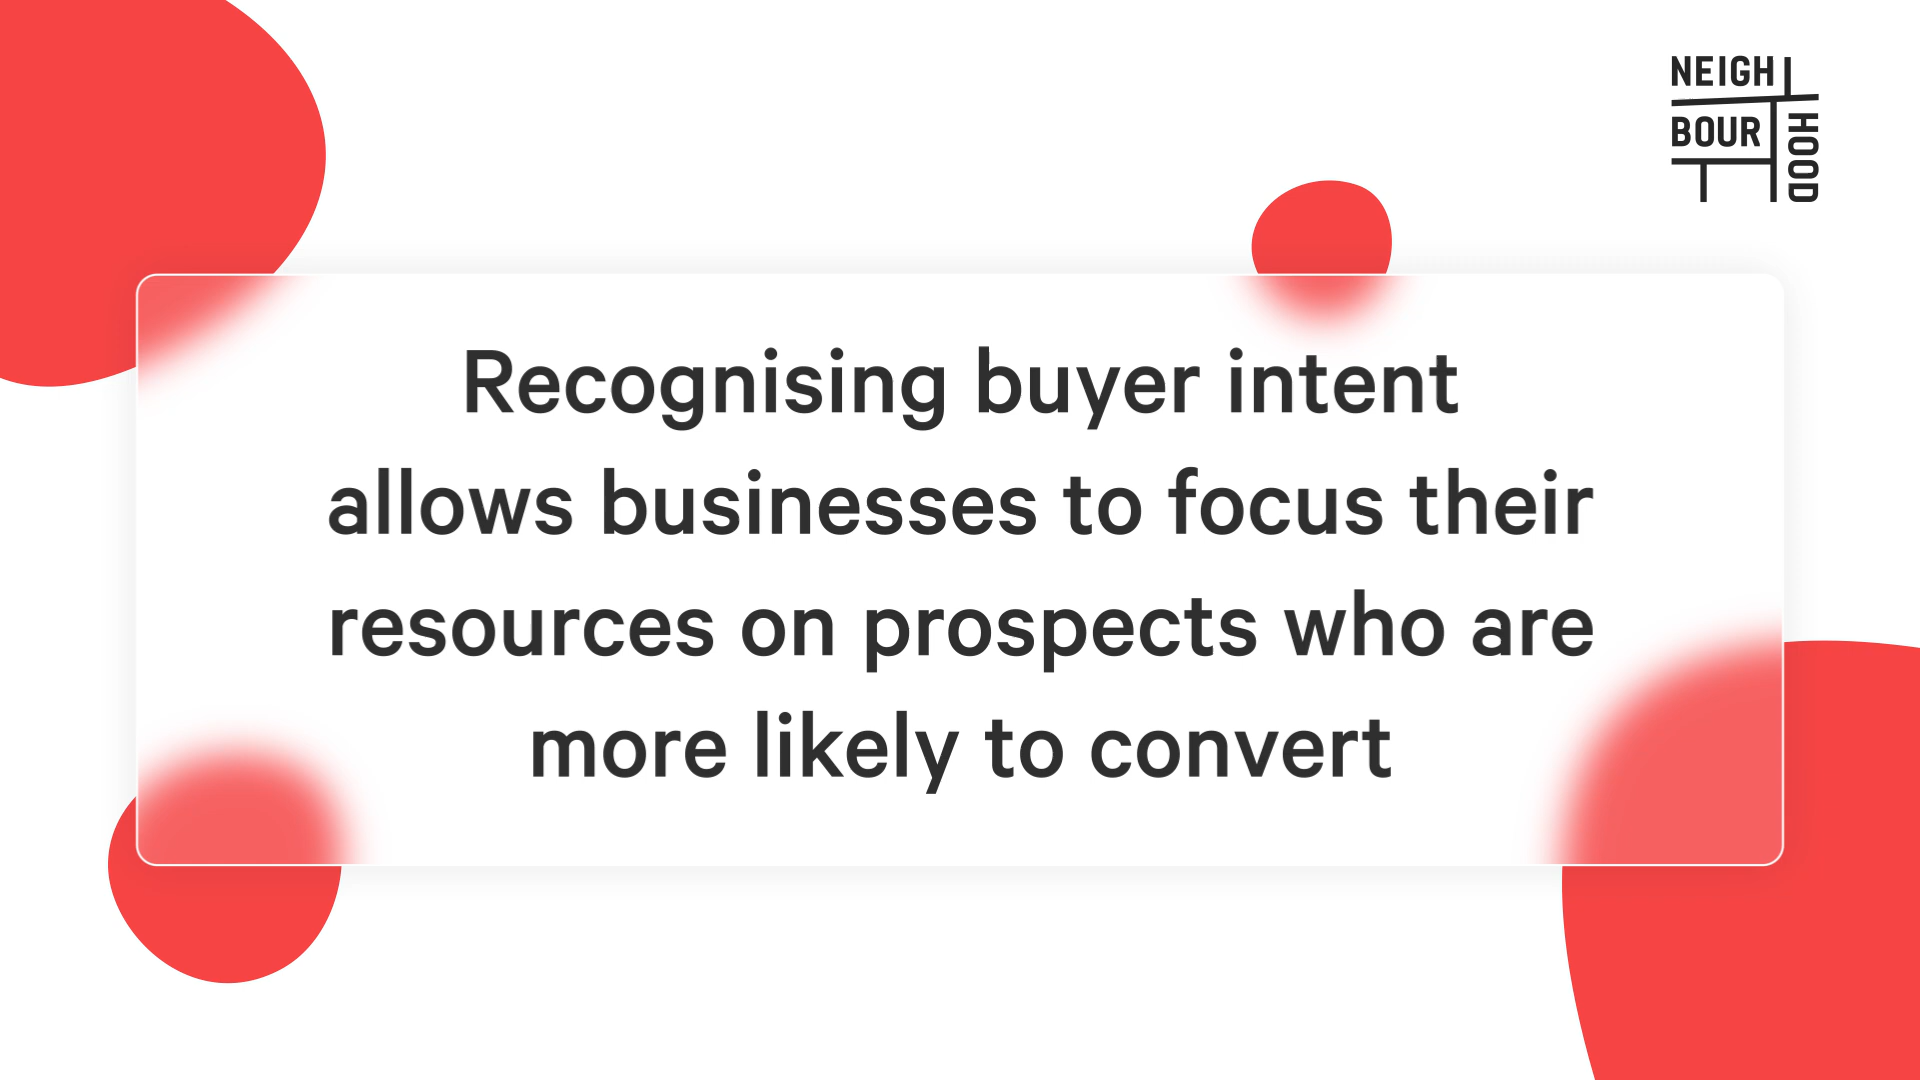 NEIGH
BOUR
HOOD
Recognising buyer intent
allows businesses to focus their
resources on prospects who are
more likely to convert